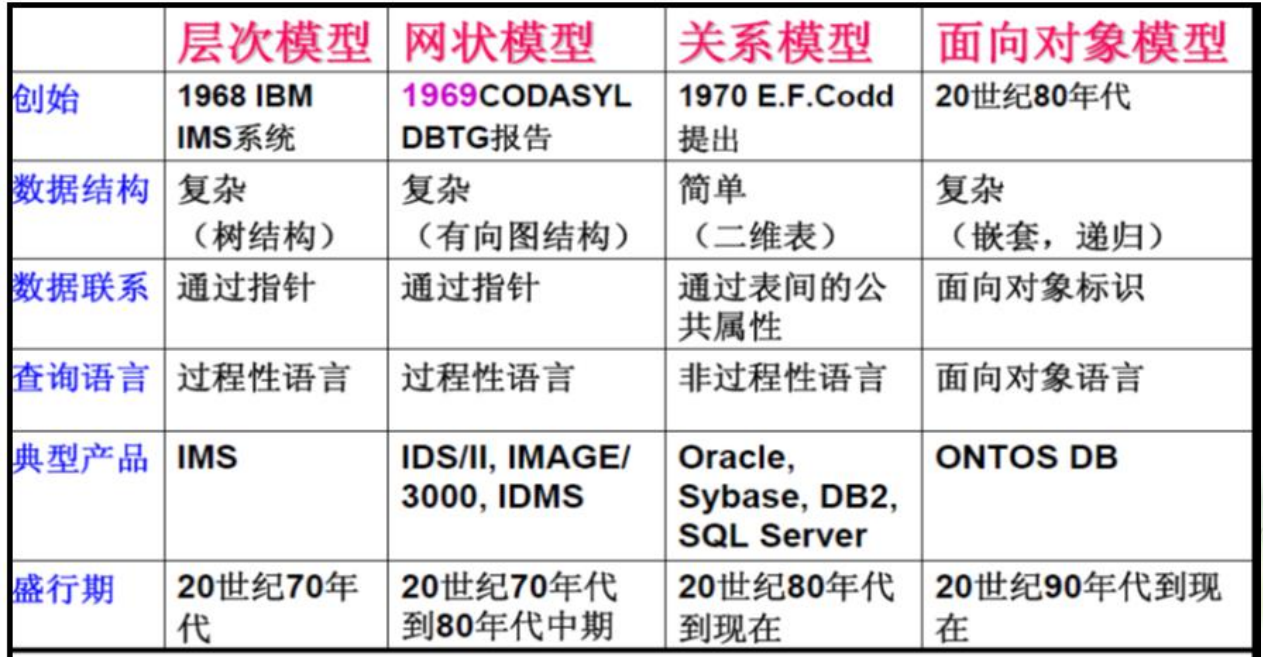 层次模型 网状模型 关系模型 面向对象模型
创始 1968 IBM 1969CODASYL 1970 E.F.Codd 20世纪80年代
IMS系统 DBTG报告 提出
数据结构 复杂 复杂 简单 复杂
（树结构） （有向图结构） （二维表） （嵌套，递归）
数据联系 通过指针 通过指针 通过表间的公 面向对象标识
共属性
查询语言 过程性语言 过程性语言 非过程性语言 面向对象语言
典型产品 IMS IDS/II, IMAGE/ Oracle, ONTOS DB
3000, IDMS Sybase, DB2,
SQL Server
盛行期 20世纪70年 20世纪70年代 20世纪80年代 20世纪90年代到现
代 到80年代中期 到现在 在